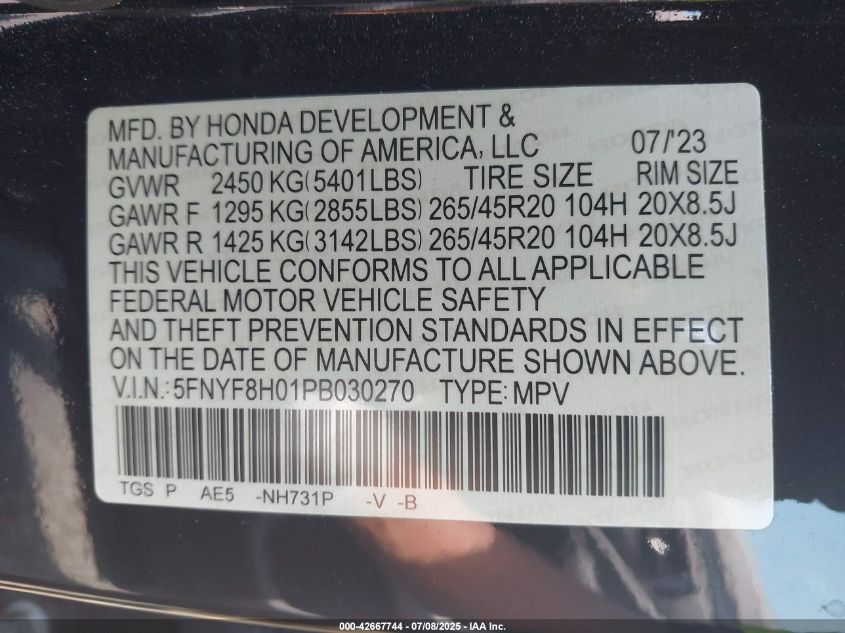 MFD. BY HONDA DEVELOPMENT &
MANUFACTURING OF AMERICA, LLC 07/'23
GVWR 2450 KG(5401LBS) TIRE SIZE RIM SIZE
GAWR F 1295 KG(2855LBS) 265/45R20 104H 20X8.5J
GAWR R 1425 KG(3142LBS) 265/45R20 104H 20X8.5J
THIS VEHICLE CONFORMS TO ALL APPLICABLE
FEDERAL MOTOR VEHICLE SAFETY
AND THEFT PREVENTION STANDARDS IN EFFECT
ON THE DATE OF MANUFACTURE SHOWN ABOVE.
V.I.N.: 5FNYF8H01PB030270 TYPE: MPV
TGS P AE5 -NH731P -V -B
000-42667744 - 07/08/2025 - IAA Inc.